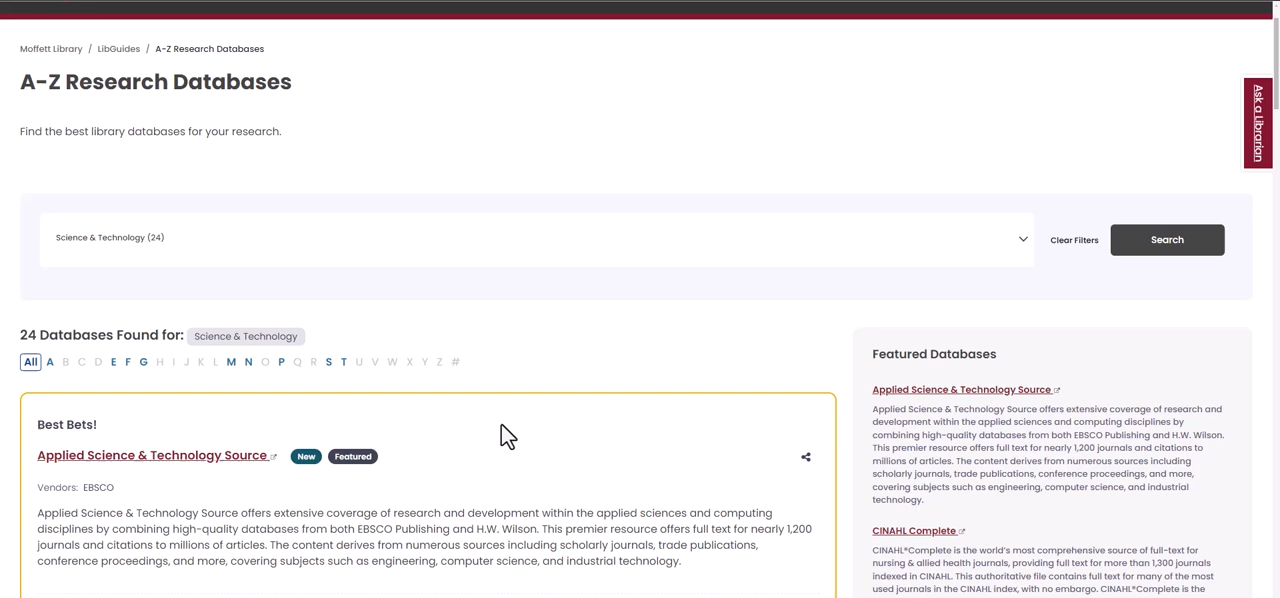 Moffett Library / LibGuides / A-Z Research Databases
A-Z Research Databases
Ask a Librarian
Find the best library databases for your research.
Science & Technology (24)
Clear Filters
Search
24 Databases Found for: Science & Technology
All A B C D E F G H I J K L M N O P Q R S T U V W X Y Z #
Best Bets!
Applied Science & Technology Source New Featured
Vendors: EBSCO
Applied Science & Technology Source offers extensive coverage of research and development within the applied sciences and computing
disciplines by combining high-quality databases from both EBSCO Publishing and H.W. Wilson. This premier resource offers full text for nearly 1,200
journals and citations to millions of articles. The content derives from numerous sources including scholarly journals, trade publications,
conference proceedings, and more, covering subjects such as engineering, computer science, and industrial technology.
Featured Databases
Applied Science & Technology Source
Applied Science & Technology Source offers extensive coverage of research and
development within the applied sciences and computing disciplines by
combining high-quality databases from both EBSCO Publishing and H.W. Wilson.
This premier resource offers full text for nearly 1,200 journals and citations to
millions of articles. The content derives from numerous sources including
scholarly journals, trade publications, conference proceedings, and more,
covering subjects such as engineering, computer science, and industrial
technology.
CINAHL Complete
CINAHL®Complete is the world's most comprehensive source of full-text for
nursing & allied health journals, providing full text for more than 1,300 journals
indexed in CINAHL. This authoritative file contains full text for many of the most
used journals in the CINAHL index, with no embargo. CINAHL®Complete is the